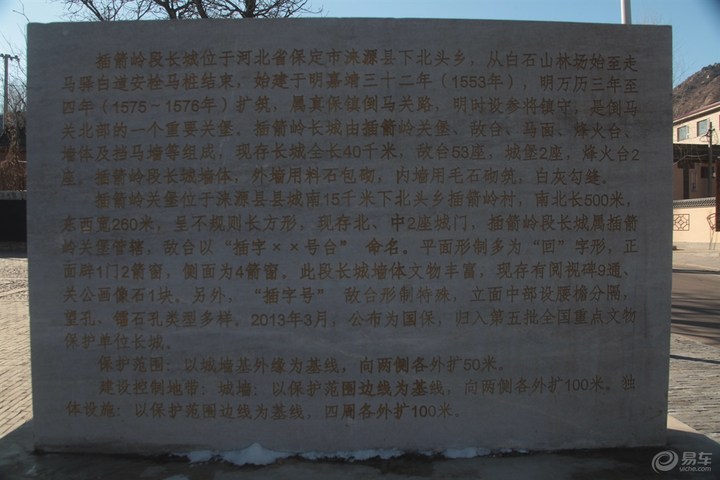 插箭岭段长城位于河北省保定市涞源县下北头乡，从白石山林场始至走
马驿白道安栓马桩结束，始建于明嘉靖三十二年（1553年），明万历三年至
四年（1575－1576年）扩筑，属真保镇倒马关路，明时设参将镇守，是倒马
关北部的一个重要关堡。插箭岭长城由插箭岭关堡、敌台、马面、烽火台、
墙体及挡马墙等组成，现存长城全长40千米，敌台53座，城堡2座，烽火台2
座，插箭岭段长城墙体，外墙用料石包砌，内墙用毛石砌筑，白灰勾缝。
插箭岭关堡位于涞源县县城南15千米下北头乡插箭岭村，南北长500米，
东西宽260米，呈不规则长方形，现存北、中2座城门，插箭岭段长城属插箭
岭关堡管辖，敌台以“插字××号台” 命名。平面形制多为“回”字形，正
面辟1门2箭窗，侧面为4箭窗。此段长城墙体文物丰富，现存有阅视碑9通，
关公画像石1块。另外，“插字号” 敌台形制特殊，立面中部设腰檐分隔，
望孔、礌石孔类型多样。2013年3月，公布为国保，归入第五批全国重点文物
保护单位长城。
保护范围：以城墙基外缘为基线，向两侧各外扩50米。
建设控制地带：城墙：以保护范围边线为基线，向两侧各外扩100米。独
体设施：以保护范围边线为基线，四周各外扩100米。
易车
yiche.com